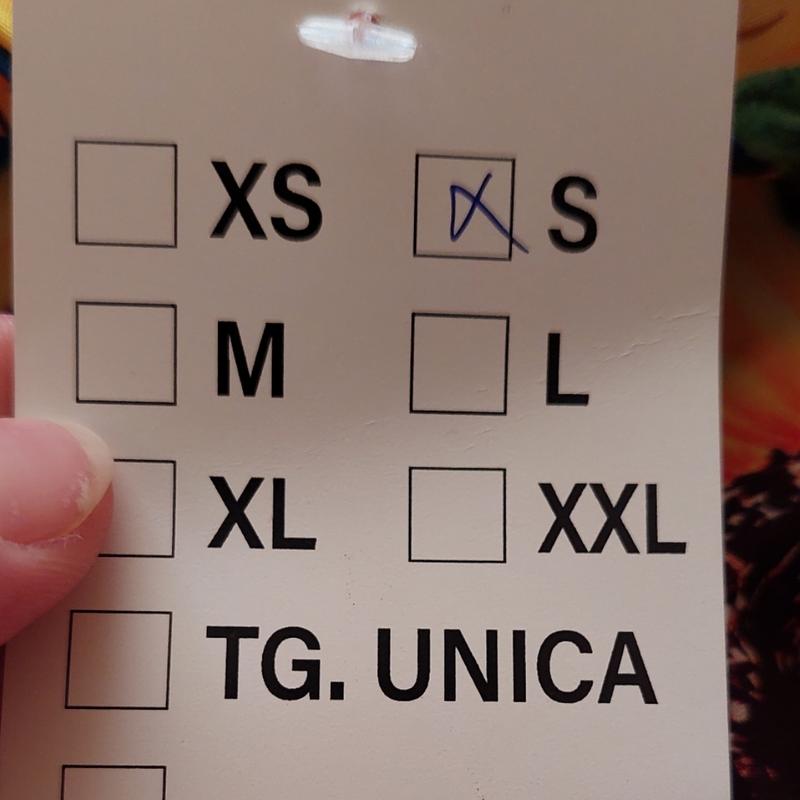 XS S
M L
XL XXL
TG. UNICA